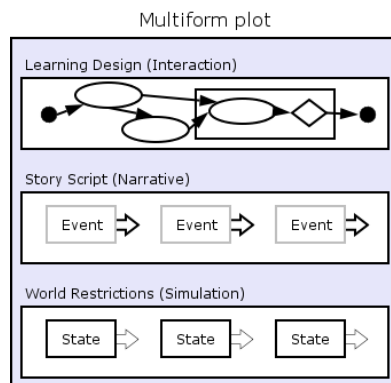 Multiform plot
Learning Design (Interaction)
Story Script (Narrative)
Event Event Event
World Restrictions (Simulation)
State State State